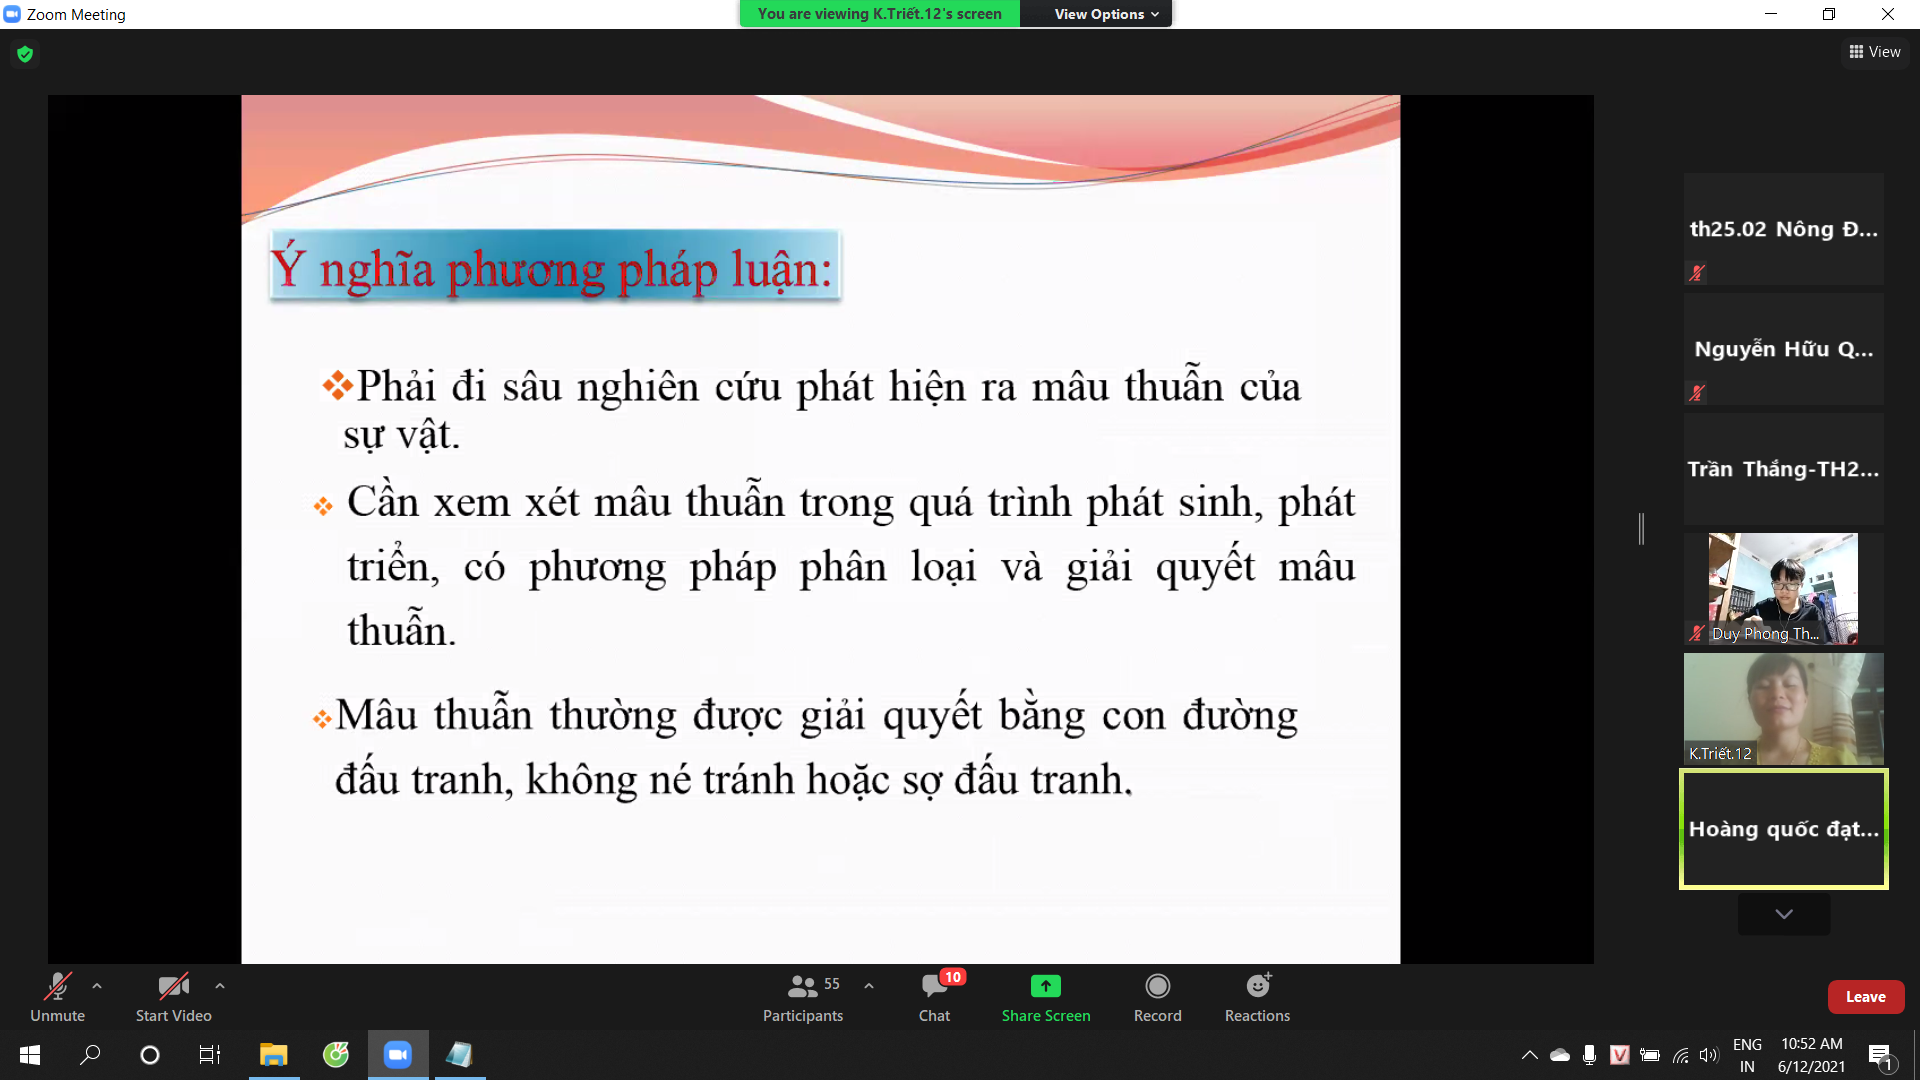 Zoom Meeting
You are viewing K.Triết.12's screen
View Options
View
Ý nghĩa phương pháp luận:
Phải đi sâu nghiên cứu phát hiện ra mâu thuẫn của
sự vật.
Cần xem xét mâu thuẫn trong quá trình phát sinh, phát
triển, có phương pháp phân loại và giải quyết mâu
thuẫn.
Mâu thuẫn thường được giải quyết bằng con đường
đấu tranh, không né tránh hoặc sợ đấu tranh.
th25.02 Nông Đ...
Nguyễn Hữu Q...
Trần Thắng-TH2...
Duy Phong Th...
K.Triết.12
Hoàng quốc đạt...
Unmute
Start Video
55
Participants
10
Chat
Share Screen
Record
Reactions
Leave
V
ENG
IN
10:52 AM
6/12/2021
1